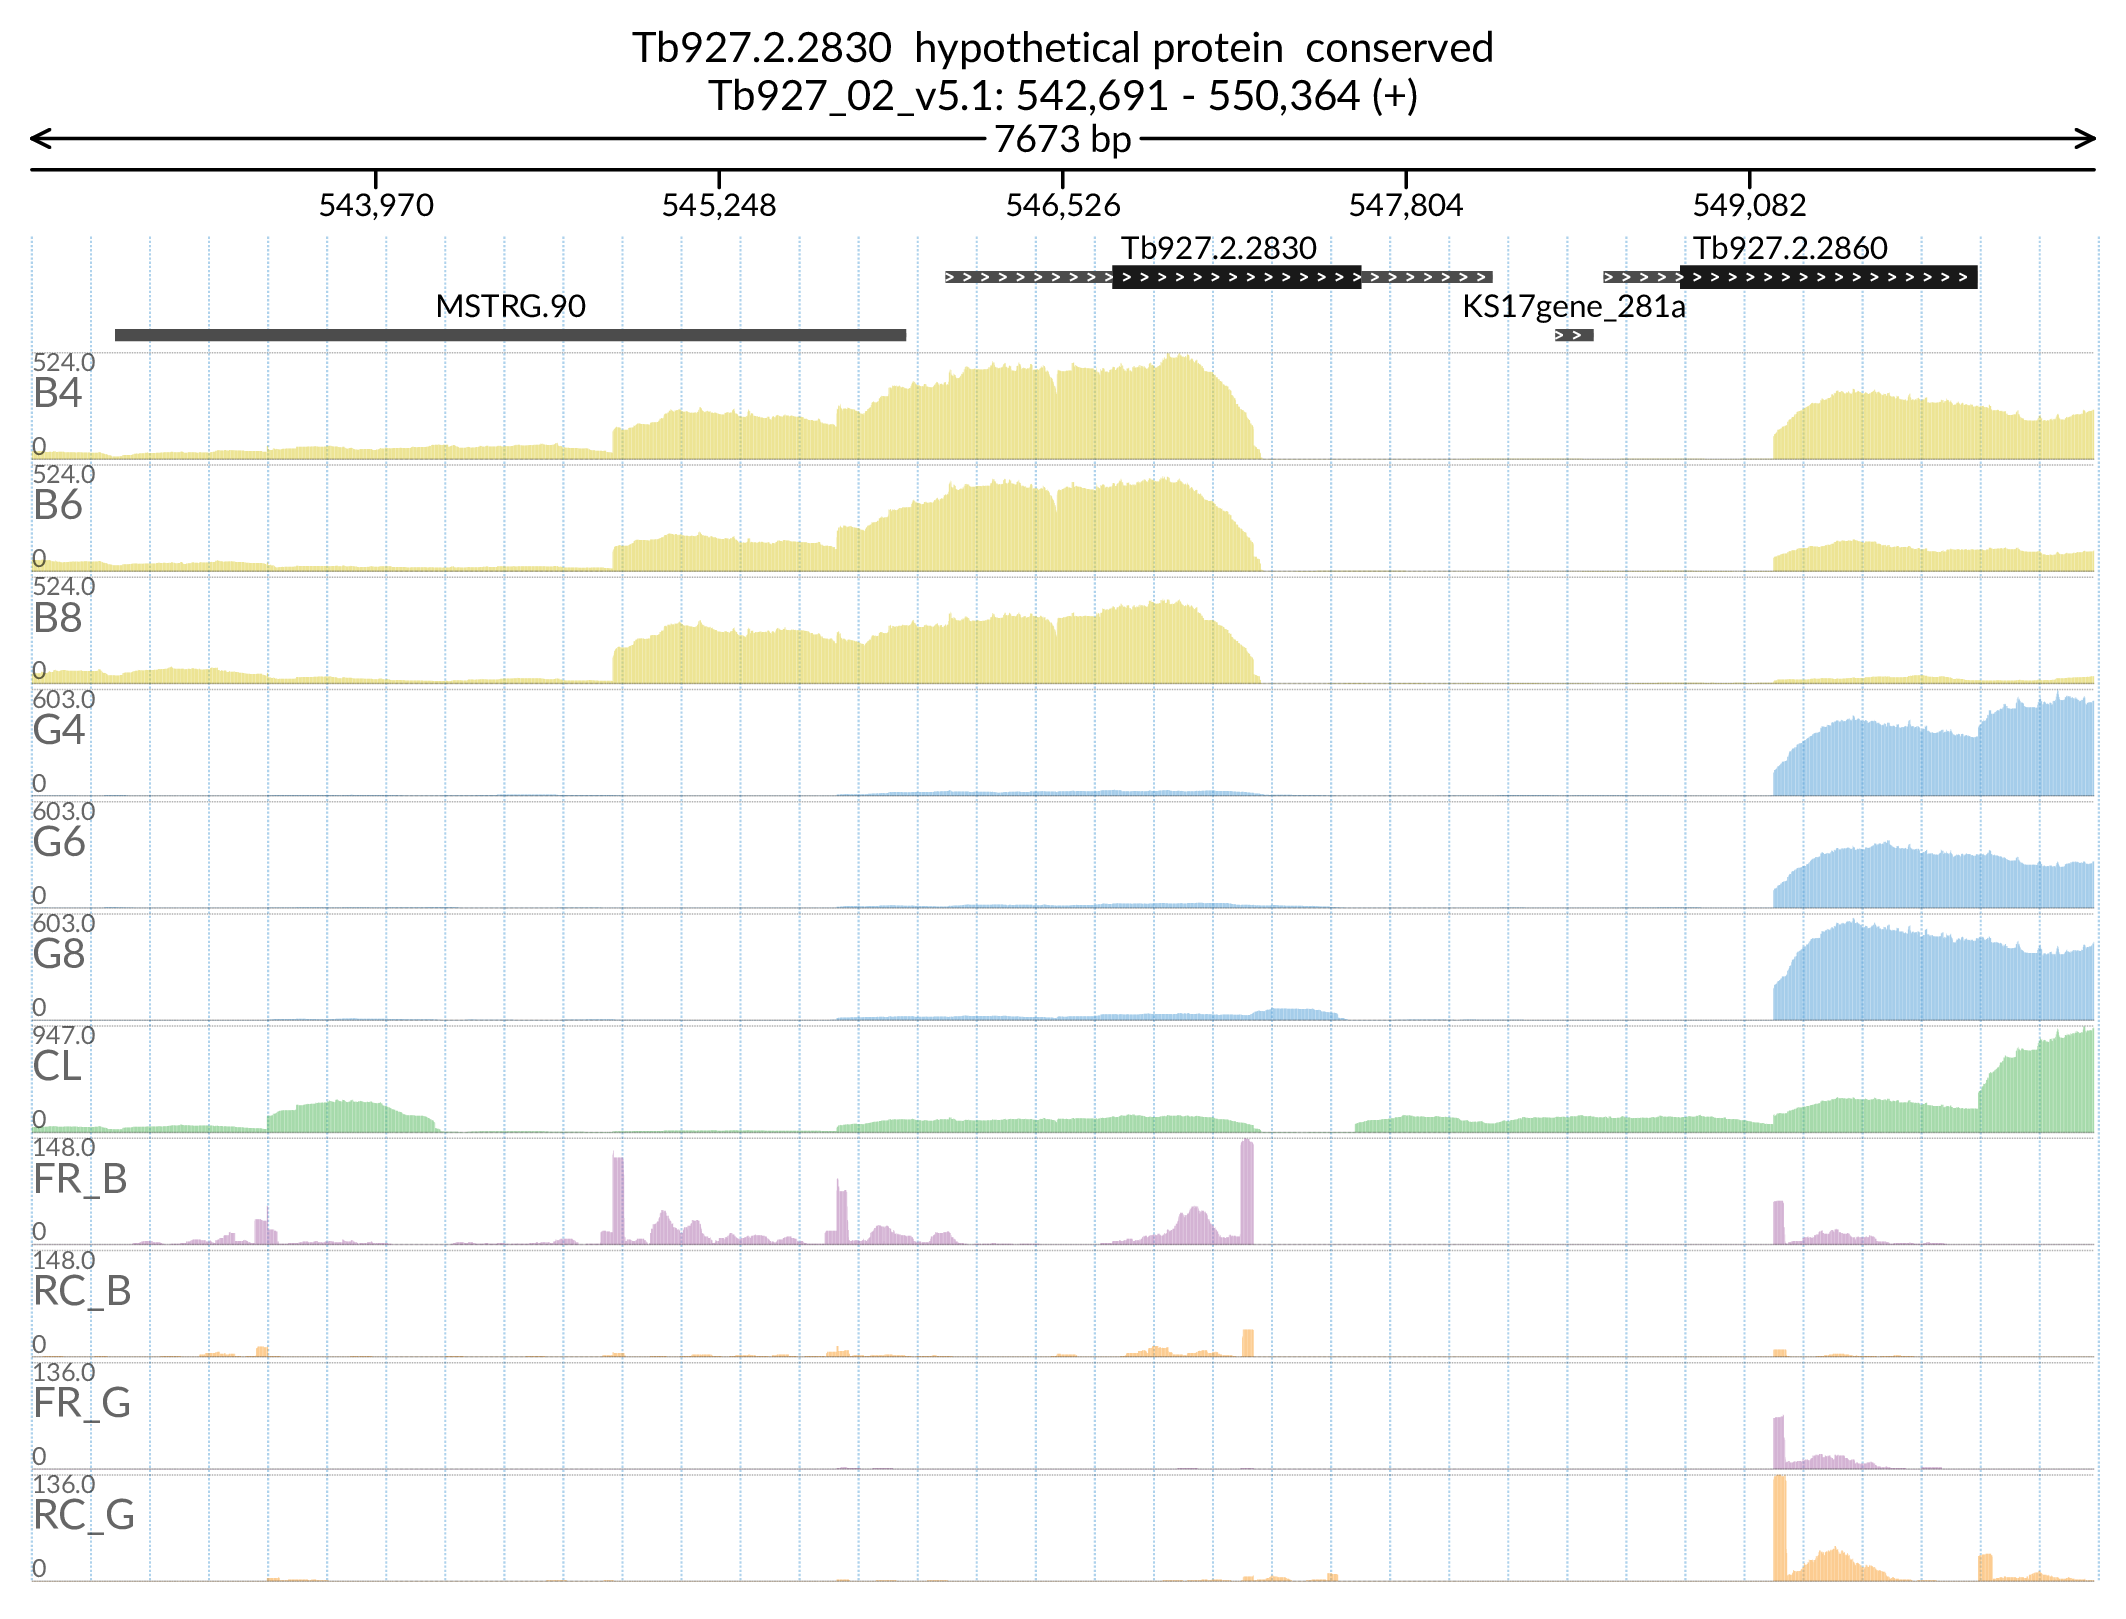 Tb927.2.2830 hypothetical protein conserved
Tb927_02_v5.1: 542,691 - 550,364 (+)
7673 bp
543,970 545,248 546,526 547,804 549,082
Tb927.2.2830 Tb927.2.2860
MSTRG.90 KS17gene_281a
524.0
B4
0
524.0
B6
0
524.0
B8
0
603.0
G4
0
603.0
G6
0
603.0
G8
0
947.0
CL
0
148.0
FR_B
0
148.0
RC_B
0
136.0
FR_G
0
136.0
RC_G
0